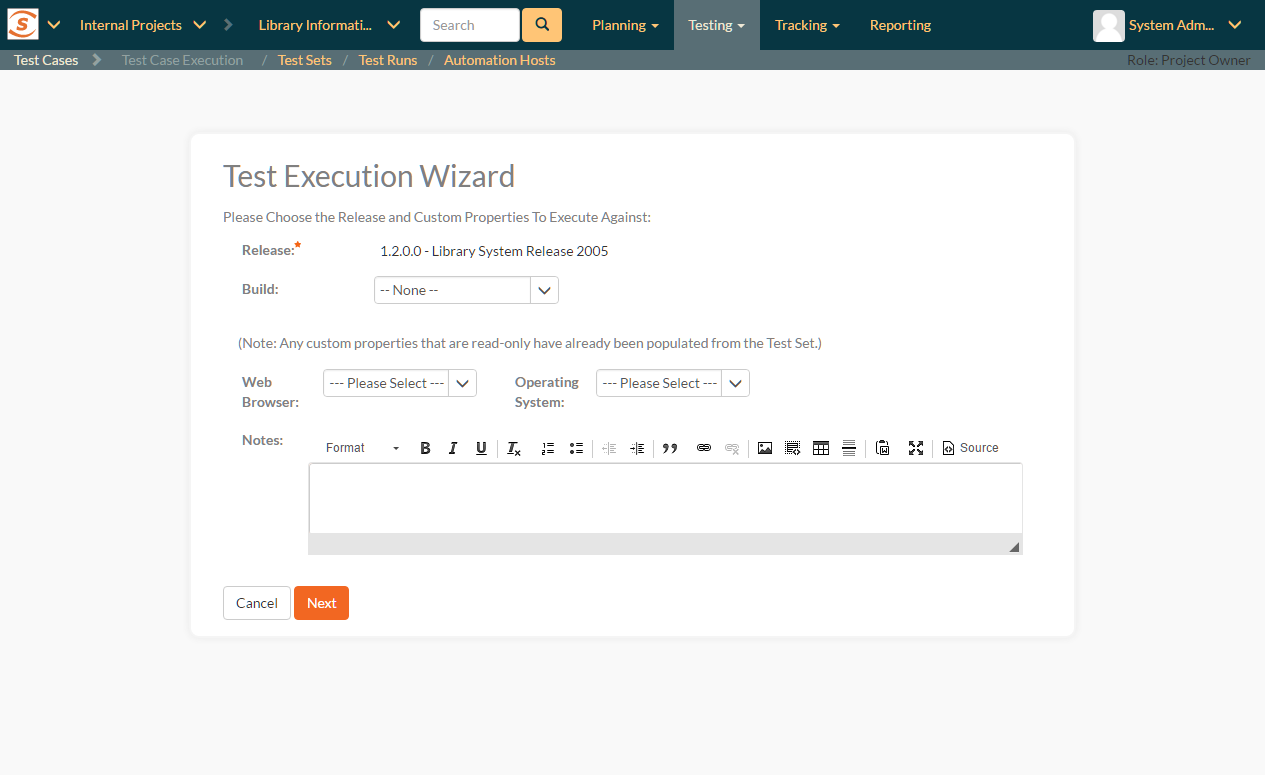 S Internal Projects Library Informati... Search Planning Testing Tracking Reporting System Adm...
Test Cases Test Case Execution / Test Sets / Test Runs / Automation Hosts Role: Project Owner
Test Execution Wizard
Please Choose the Release and Custom Properties To Execute Against:
Release:* 1.2.0.0 - Library System Release 2005
Build: -- None --
(Note: Any custom properties that are read-only have already been populated from the Test Set.)
Web Browser: --- Please Select --- Operating System: --- Please Select ---
Notes: Format B I U Tx Source
Cancel Next